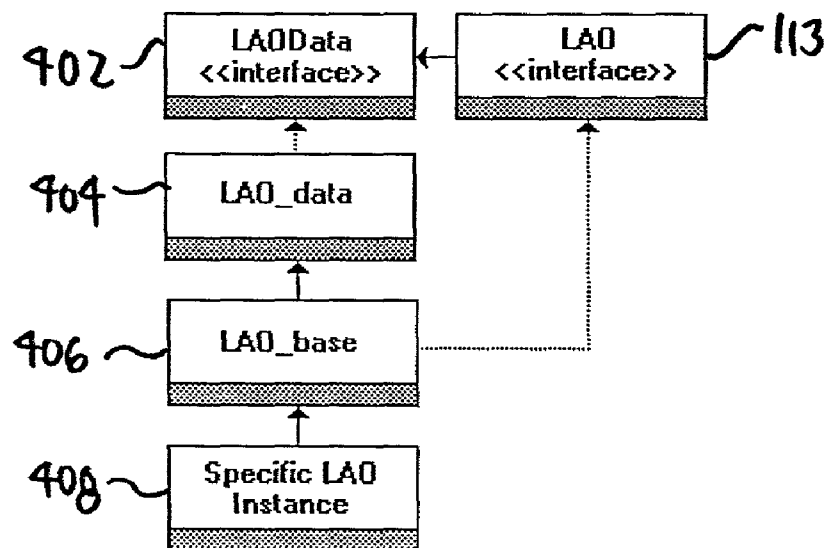 402
LAOData
<<interface>>
LAO
<<interface>>
113
404
LAO_data
406
LAO_base
408
Specific LAO
Instance